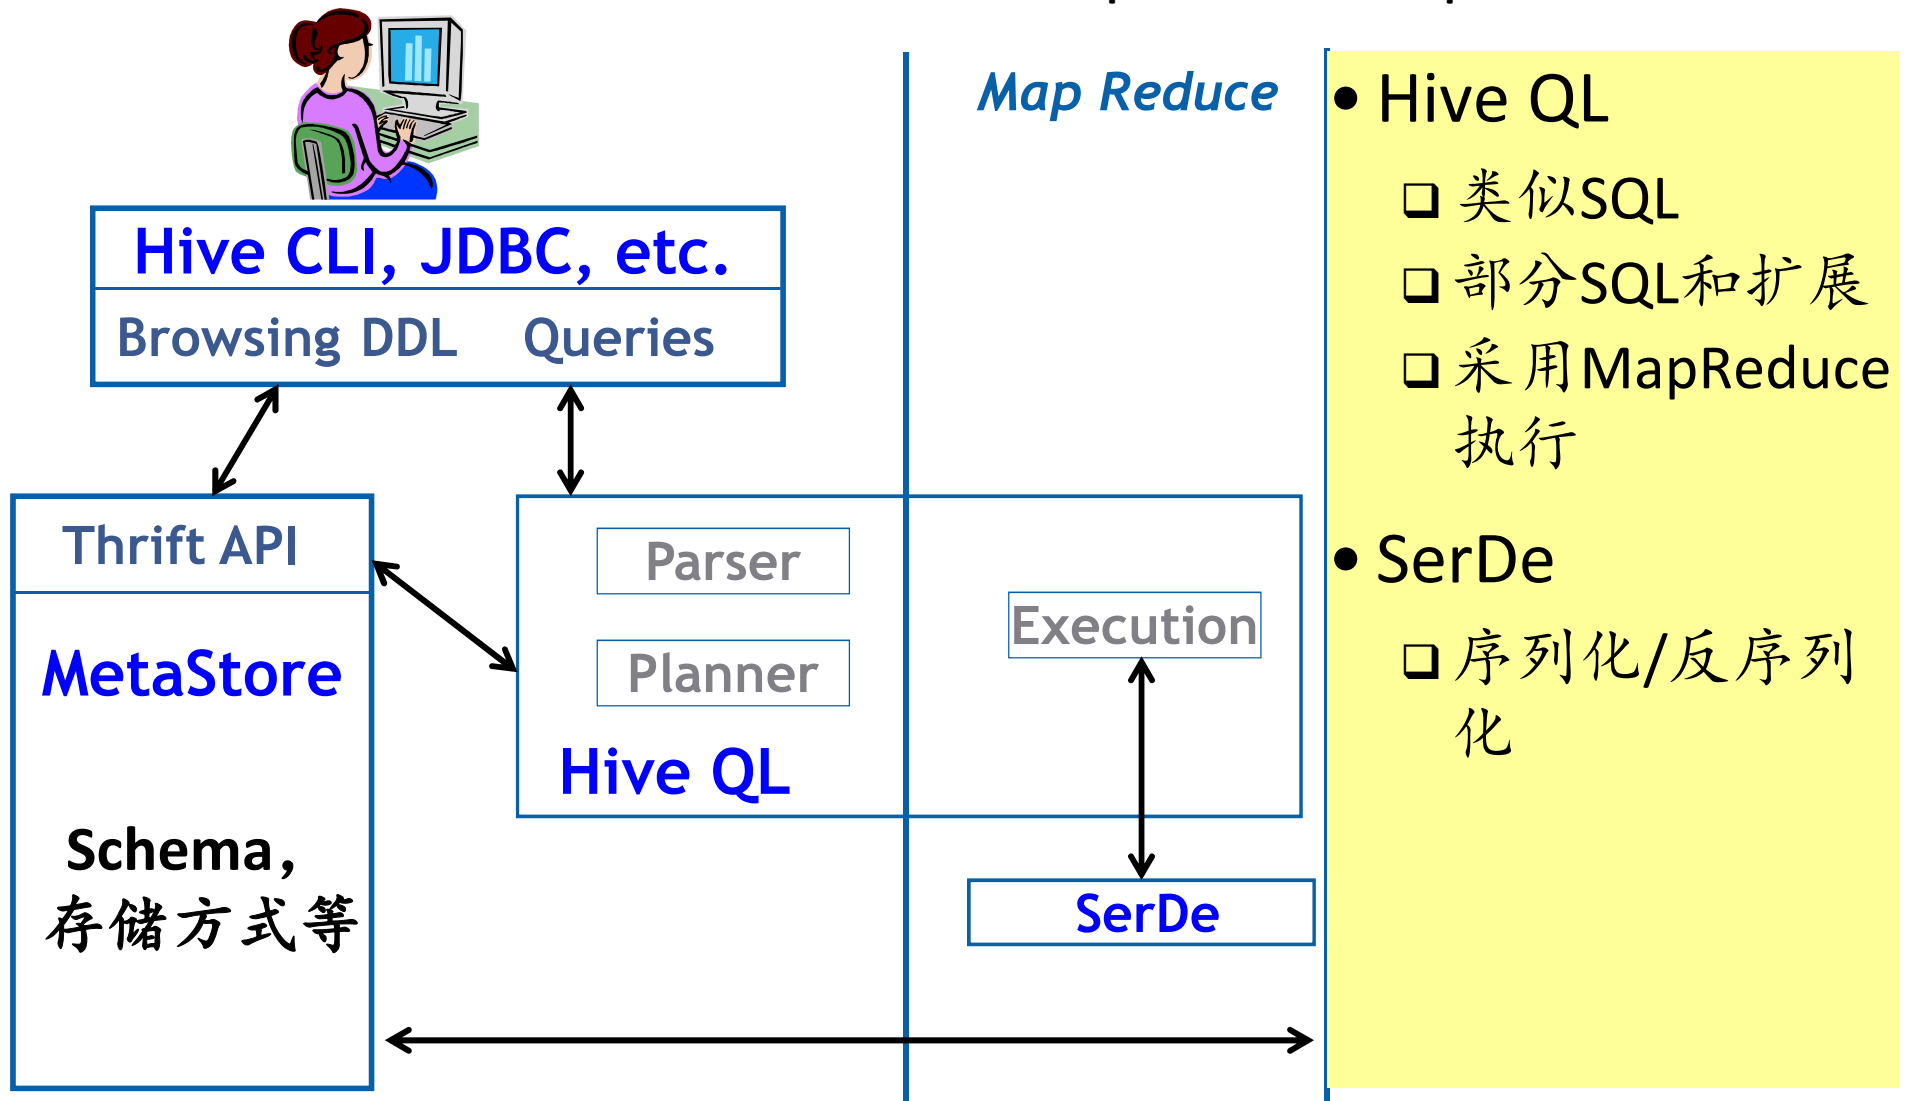 Map Reduce
Hive CLI, JDBC, etc.
Browsing DDL Queries
Thrift API
MetaStore
Schema,
存储方式等
Parser
Planner
Hive QL
Execution
SerDe
• Hive QL
❑ 类似SQL
❑ 部分SQL和扩展
❑ 采用MapReduce
执行
• SerDe
❑ 序列化/反序列
化